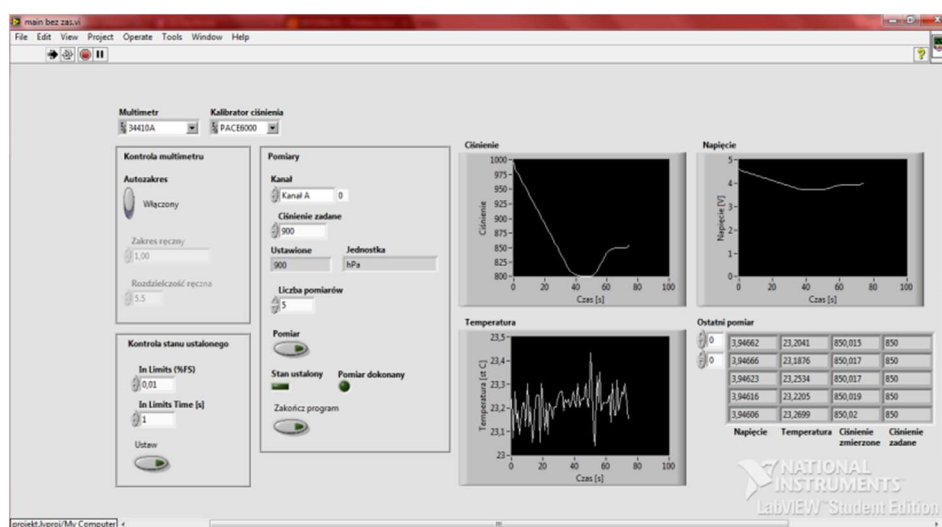 main bez zas.vi
File Edit View Project Operate Tools Window Help
Multimetr
34410A
Kalibrator ciśnienia
PACE6000
Kontrola multimetru
Autozakres
Włączony
Zakres ręczny
1,00
Rozdzielczość ręczna
5.5
Kontrola stanu ustalonego
In Limits (%FS)
0,01
In Limits Time [s]
1
Ustaw
Pomiary
Kanał
Kanał A 0
Ciśnienie zadane
900
Ustawione Jednostka
900 hPa
Liczba pomiarów
5
Pomiar
Stan ustalony Pomiar dokonany
Zakończ program
Ciśnienie
Ciśnienie
1000
975
950
925
900
875
850
825
800
0 20 40 60 80 100
Czas [s]
Napięcie
Napięcie [V]
5
4
3
2
1
0
0 20 40 60 80 100
Czas [s]
Temperatura
Temperatura [st C]
23,5
23,4
23,3
23,2
23,1
23
0 20 40 60 80 100
Czas [s]
Ostatni pomiar
0 3,94662 23,2041 850,015 850
0 3,94666 23,1876 850,017 850
3,94623 23,2534 850,017 850
3,94616 23,2205 850,019 850
3,94606 23,2699 850,02 850
Napięcie Temperatura Ciśnienie zmierzone Ciśnienie zadane
NATIONAL
INSTRUMENTS
LabVIEW Student Edition
projekt.lvproj/My Computer